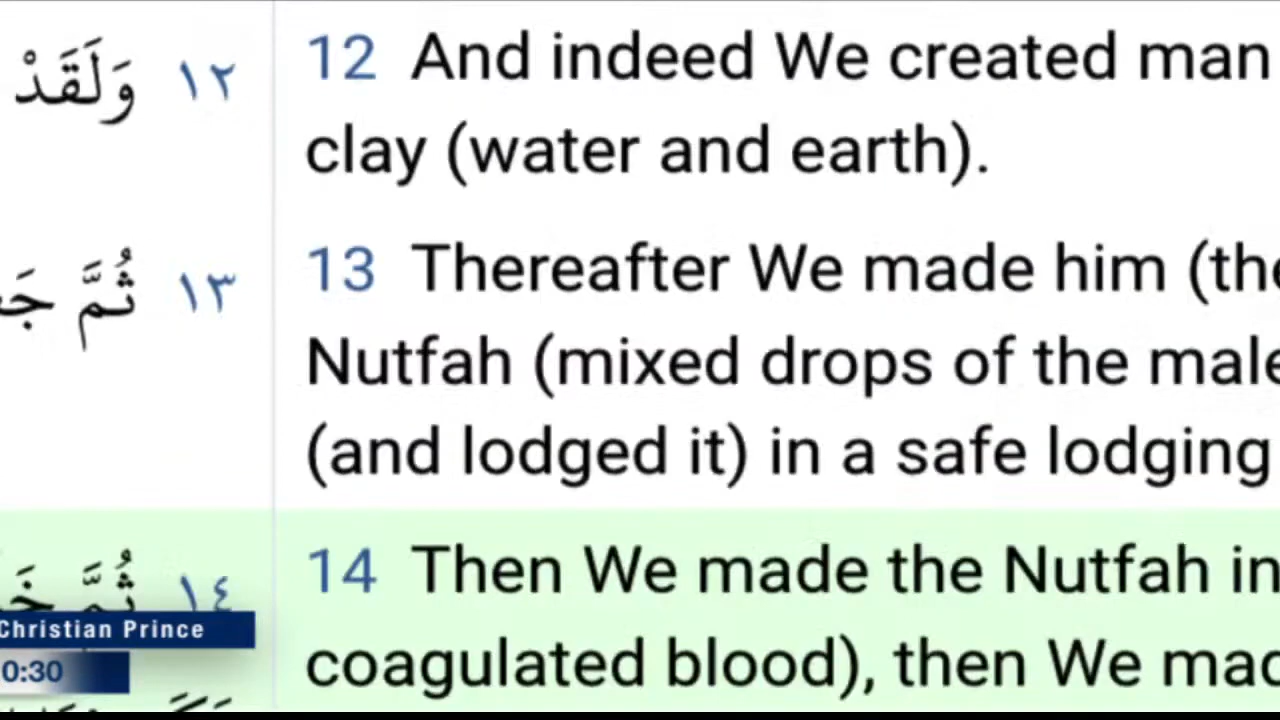 12 And indeed We created man
clay (water and earth).
وَلَقَدْ ١٢
13 Thereafter We made him (the
Nutfah (mixed drops of the male
(and lodged it) in a safe lodging
ثُمَّ ١٣
14 Then We made the Nutfah in
coagulated blood), then We mad
ثُمَّ ١٤
Christian Prince
0:30